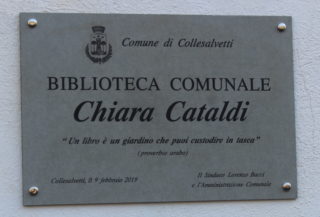 Comune di Collesalvetti
BIBLIOTECA COMUNALE
Chiara Cataldi
"Un libro è un giardino che puoi custodire in tasca"
(proverbio arabo)
Collesalvetti, lì 9 febbraio 2018
Il Sindaco Lorenzo Bacci
e l'Amministrazione Comunale